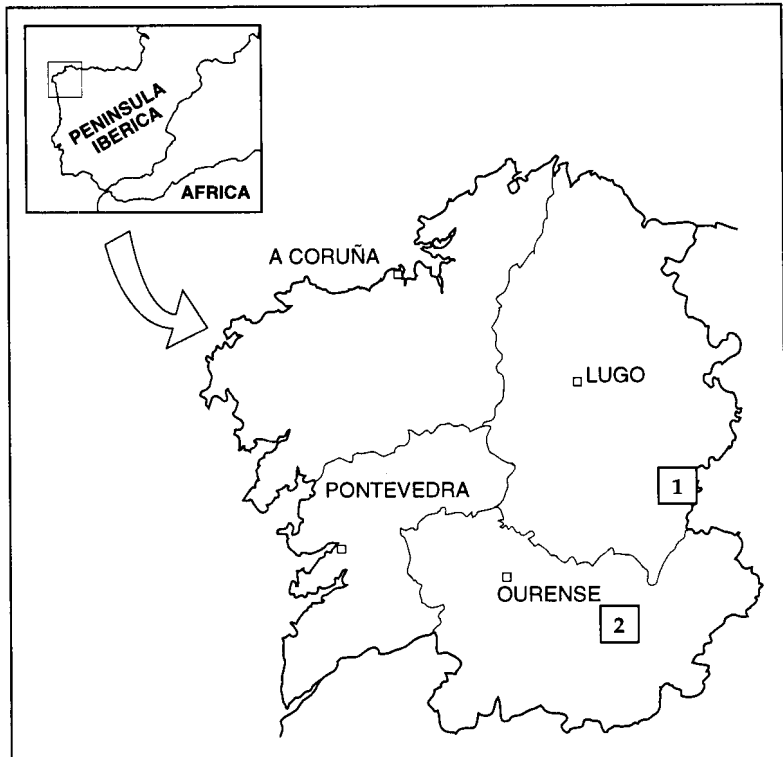 PENINSULA
IBERICA
AFRICA
A CORUÑA
LUGO
PONTEVEDRA
1
OURENSE
2